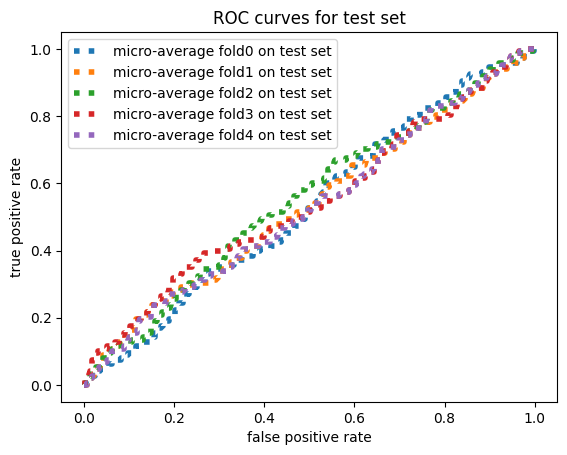 ROC curves for test set
1.0
0.8
0.6
0.4
0.2
0.0
true positive rate
micro-average fold0 on test set
micro-average fold1 on test set
micro-average fold2 on test set
micro-average fold3 on test set
micro-average fold4 on test set
0.0 0.2 0.4 0.6 0.8 1.0
false positive rate